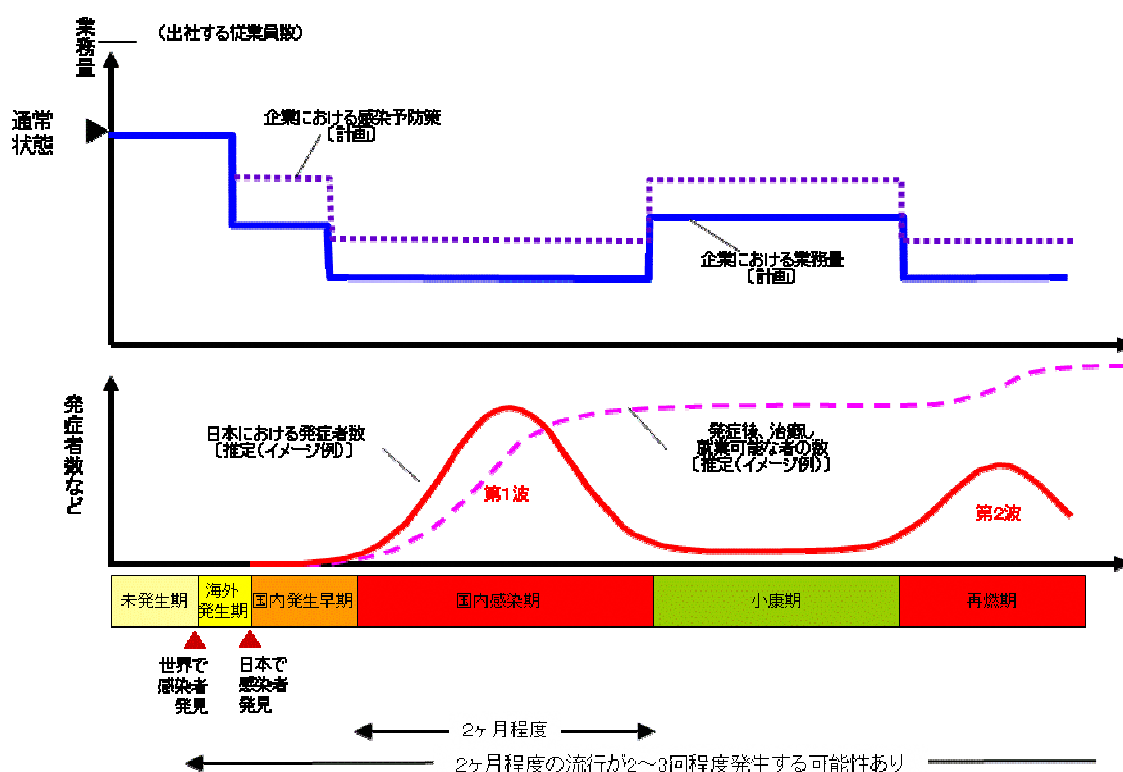 業務量
（出社する従業員数）
通常
状態
企業における感染予防策
〔計画〕
企業における業務量
〔計画〕
発症者数など
日本における発症者数
〔推定（イメージ例）〕
発症後、治癒し
就業可能な者の数
〔推定（イメージ例）〕
第1波
第2波
未発生期
海外
発生期
国内発生早期
国内感染期
小康期
再燃期
世界で
感染者
発見
日本で
感染者
発見
2ヶ月程度
2ヶ月程度の流行が2～3回程度発生する可能性あり